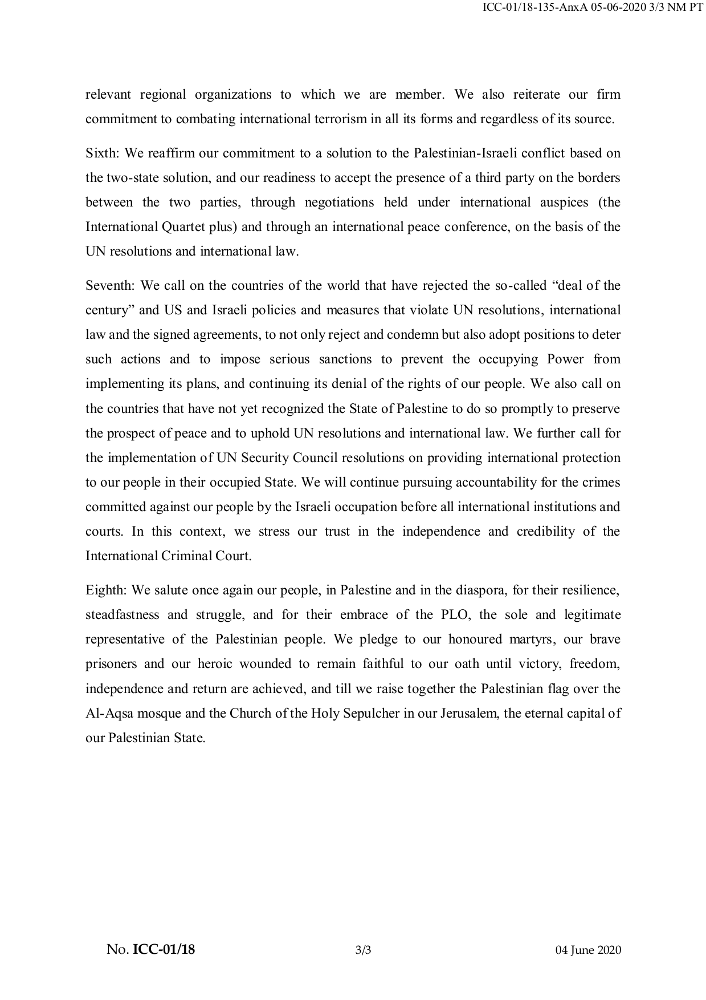 ICC-01/18-135-AnxA 05-06-2020 3/3 NM PT
relevant regional organizations to which we are member. We also reiterate our firm
commitment to combating international terrorism in all its forms and regardless of its source.
Sixth: We reaffirm our commitment to a solution to the Palestinian-Israeli conflict based on
the two-state solution, and our readiness to accept the presence of a third party on the borders
between the two parties, through negotiations held under international auspices (the
International Quartet plus) and through an international peace conference, on the basis of the
UN resolutions and international law.
Seventh: We call on the countries of the world that have rejected the so-called “deal of the
century” and US and Israeli policies and measures that violate UN resolutions, international
law and the signed agreements, to not only reject and condemn but also adopt positions to deter
such actions and to impose serious sanctions to prevent the occupying Power from
implementing its plans, and continuing its denial of the rights of our people. We also call on
the countries that have not yet recognized the State of Palestine to do so promptly to preserve
the prospect of peace and to uphold UN resolutions and international law. We further call for
the implementation of UN Security Council resolutions on providing international protection
to our people in their occupied State. We will continue pursuing accountability for the crimes
committed against our people by the Israeli occupation before all international institutions and
courts. In this context, we stress our trust in the independence and credibility of the
International Criminal Court.
Eighth: We salute once again our people, in Palestine and in the diaspora, for their resilience,
steadfastness and struggle, and for their embrace of the PLO, the sole and legitimate
representative of the Palestinian people. We pledge to our honoured martyrs, our brave
prisoners and our heroic wounded to remain faithful to our oath until victory, freedom,
independence and return are achieved, and till we raise together the Palestinian flag over the
Al-Aqsa mosque and the Church of the Holy Sepulcher in our Jerusalem, the eternal capital of
our Palestinian State.
No. ICC-01/18 3/3 04 June 2020